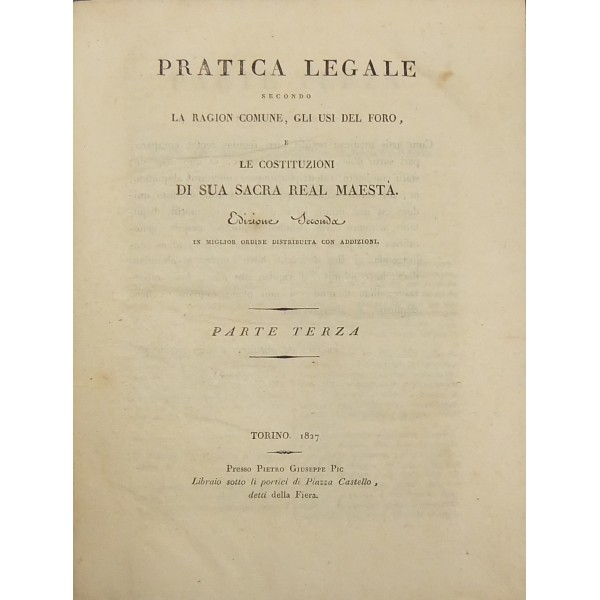 PRATICA LEGALE
SECONDO
LA RAGION COMUNE, GLI USI DEL FORO,
E
LE COSTITUZIONI
DI SUA SACRA REAL MAESTÀ.
Edizione Seconda
IN MIGLIOR ORDINE DISTRIBUITA CON ADDIZIONI.
PARTE TERZA
TORINO. 1827
PRESSO PIETRO GIUSEPPE PIC
Libraio sotto li portici di Piazza Castello,
detti della Fiera.